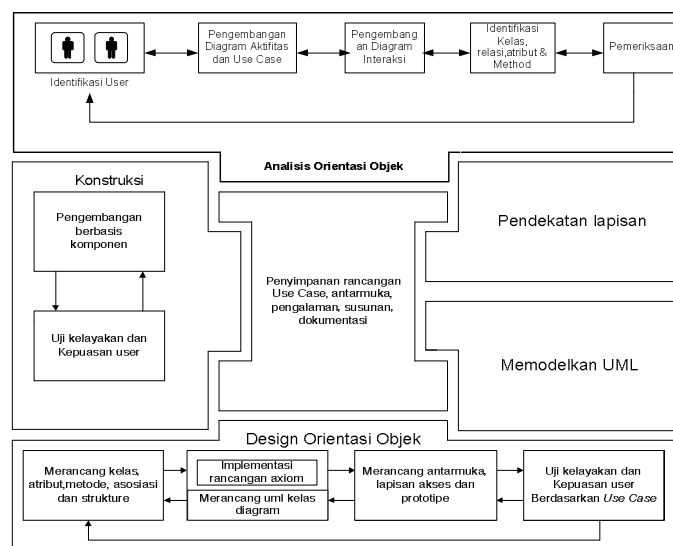 Identifikasi User
Pengembangan
Diagram Aktifitas
dan Use Case
Pengembang
an Diagram
Interaksi
Identifikasi
Kelas,
relasi,atribut &
Method
Pemeriksaan
Analisis Orientasi Objek
Konstruksi
Pengembangan
berbasis
komponen
Uji kelayakan dan
Kepuasan user
Penyimpanan rancangan
Use Case, antarmuka,
pengalaman, susunan,
dokumentasi
Pendekatan lapisan
Memodelkan UML
Design Orientasi Objek
Merancang kelas,
atribut,metode, asosiasi
dan strukture
Implementasi
rancangan axiom
Merancang uml kelas
diagram
Merancang antarmuka,
lapisan akses dan
prototipe
Uji kelayakan dan
Kepuasan user
Berdasarkan Use Case